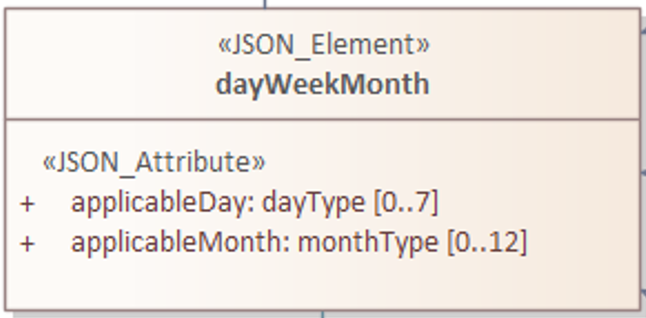 «JSON_Element»
dayWeekMonth
«JSON_Attribute»
+ applicableDay: dayType [0..7]
+ applicableMonth: monthType [0..12]